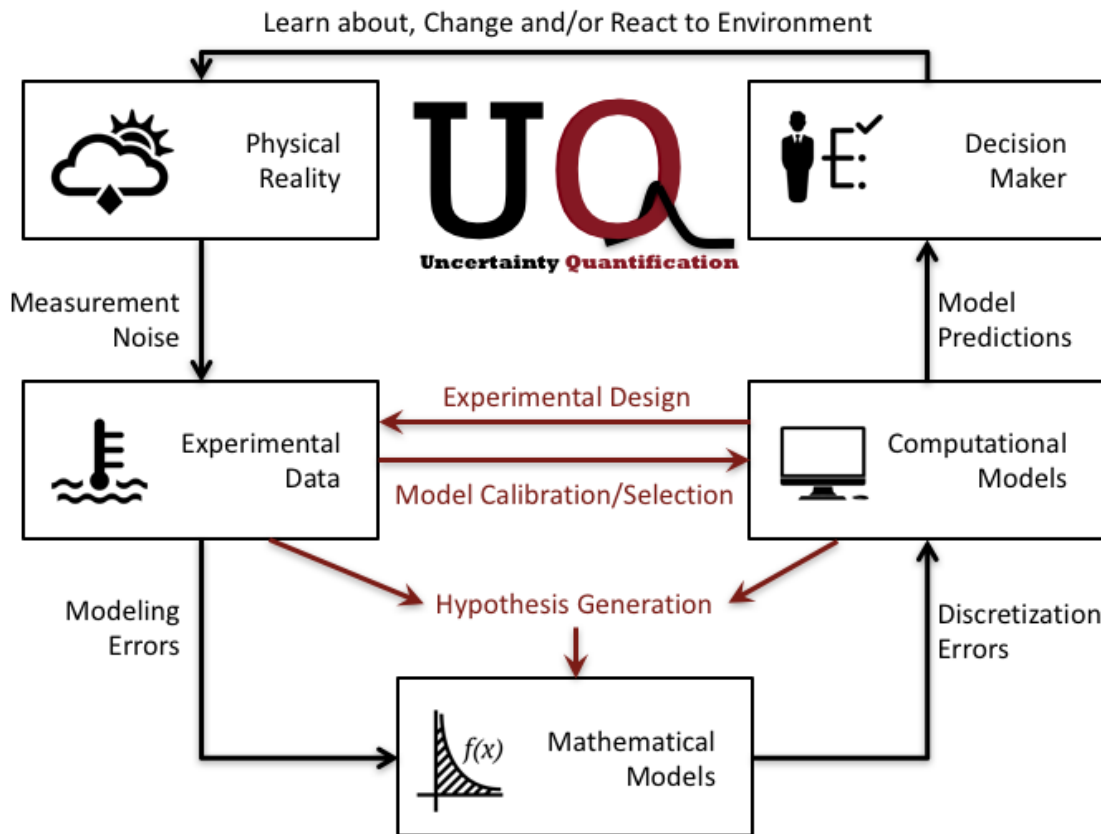 Learn about, Change and/or React to Environment
Physical
Reality
UQ
Uncertainty Quantification
Decision
Maker
Measurement
Noise
Model
Predictions
Experimental
Data
Experimental Design
Model Calibration/Selection
Computational
Models
Modeling
Errors
Hypothesis Generation
Discretization
Errors
f(x)
Mathematical
Models